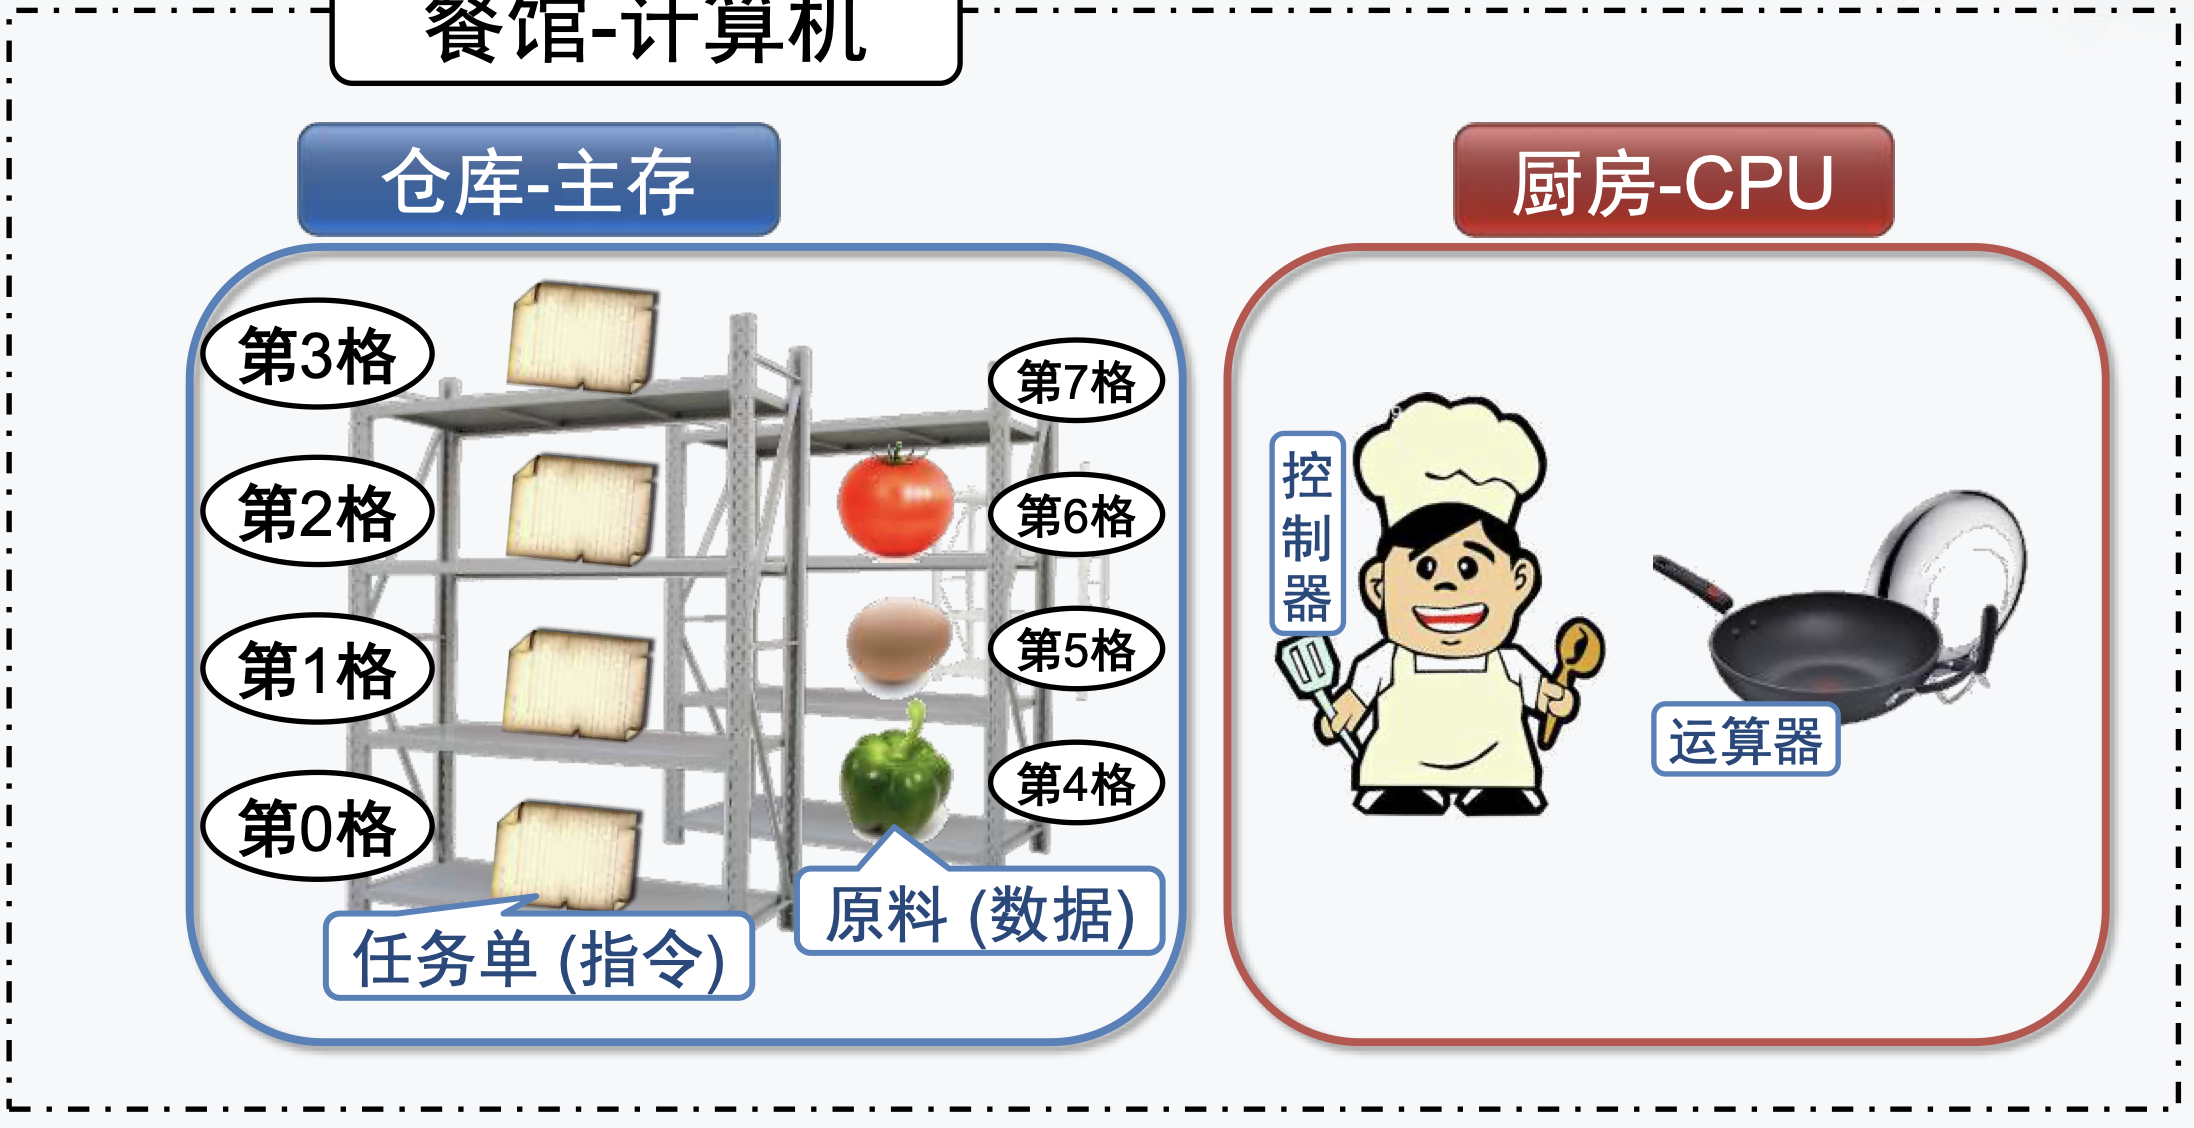 餐馆-计算机
仓库-主存
厨房-CPU
第3格
第2格
第1格
第0格
第7格
第6格
第5格
第4格
任务单 (指令)
原料 (数据)
控制器
运算器